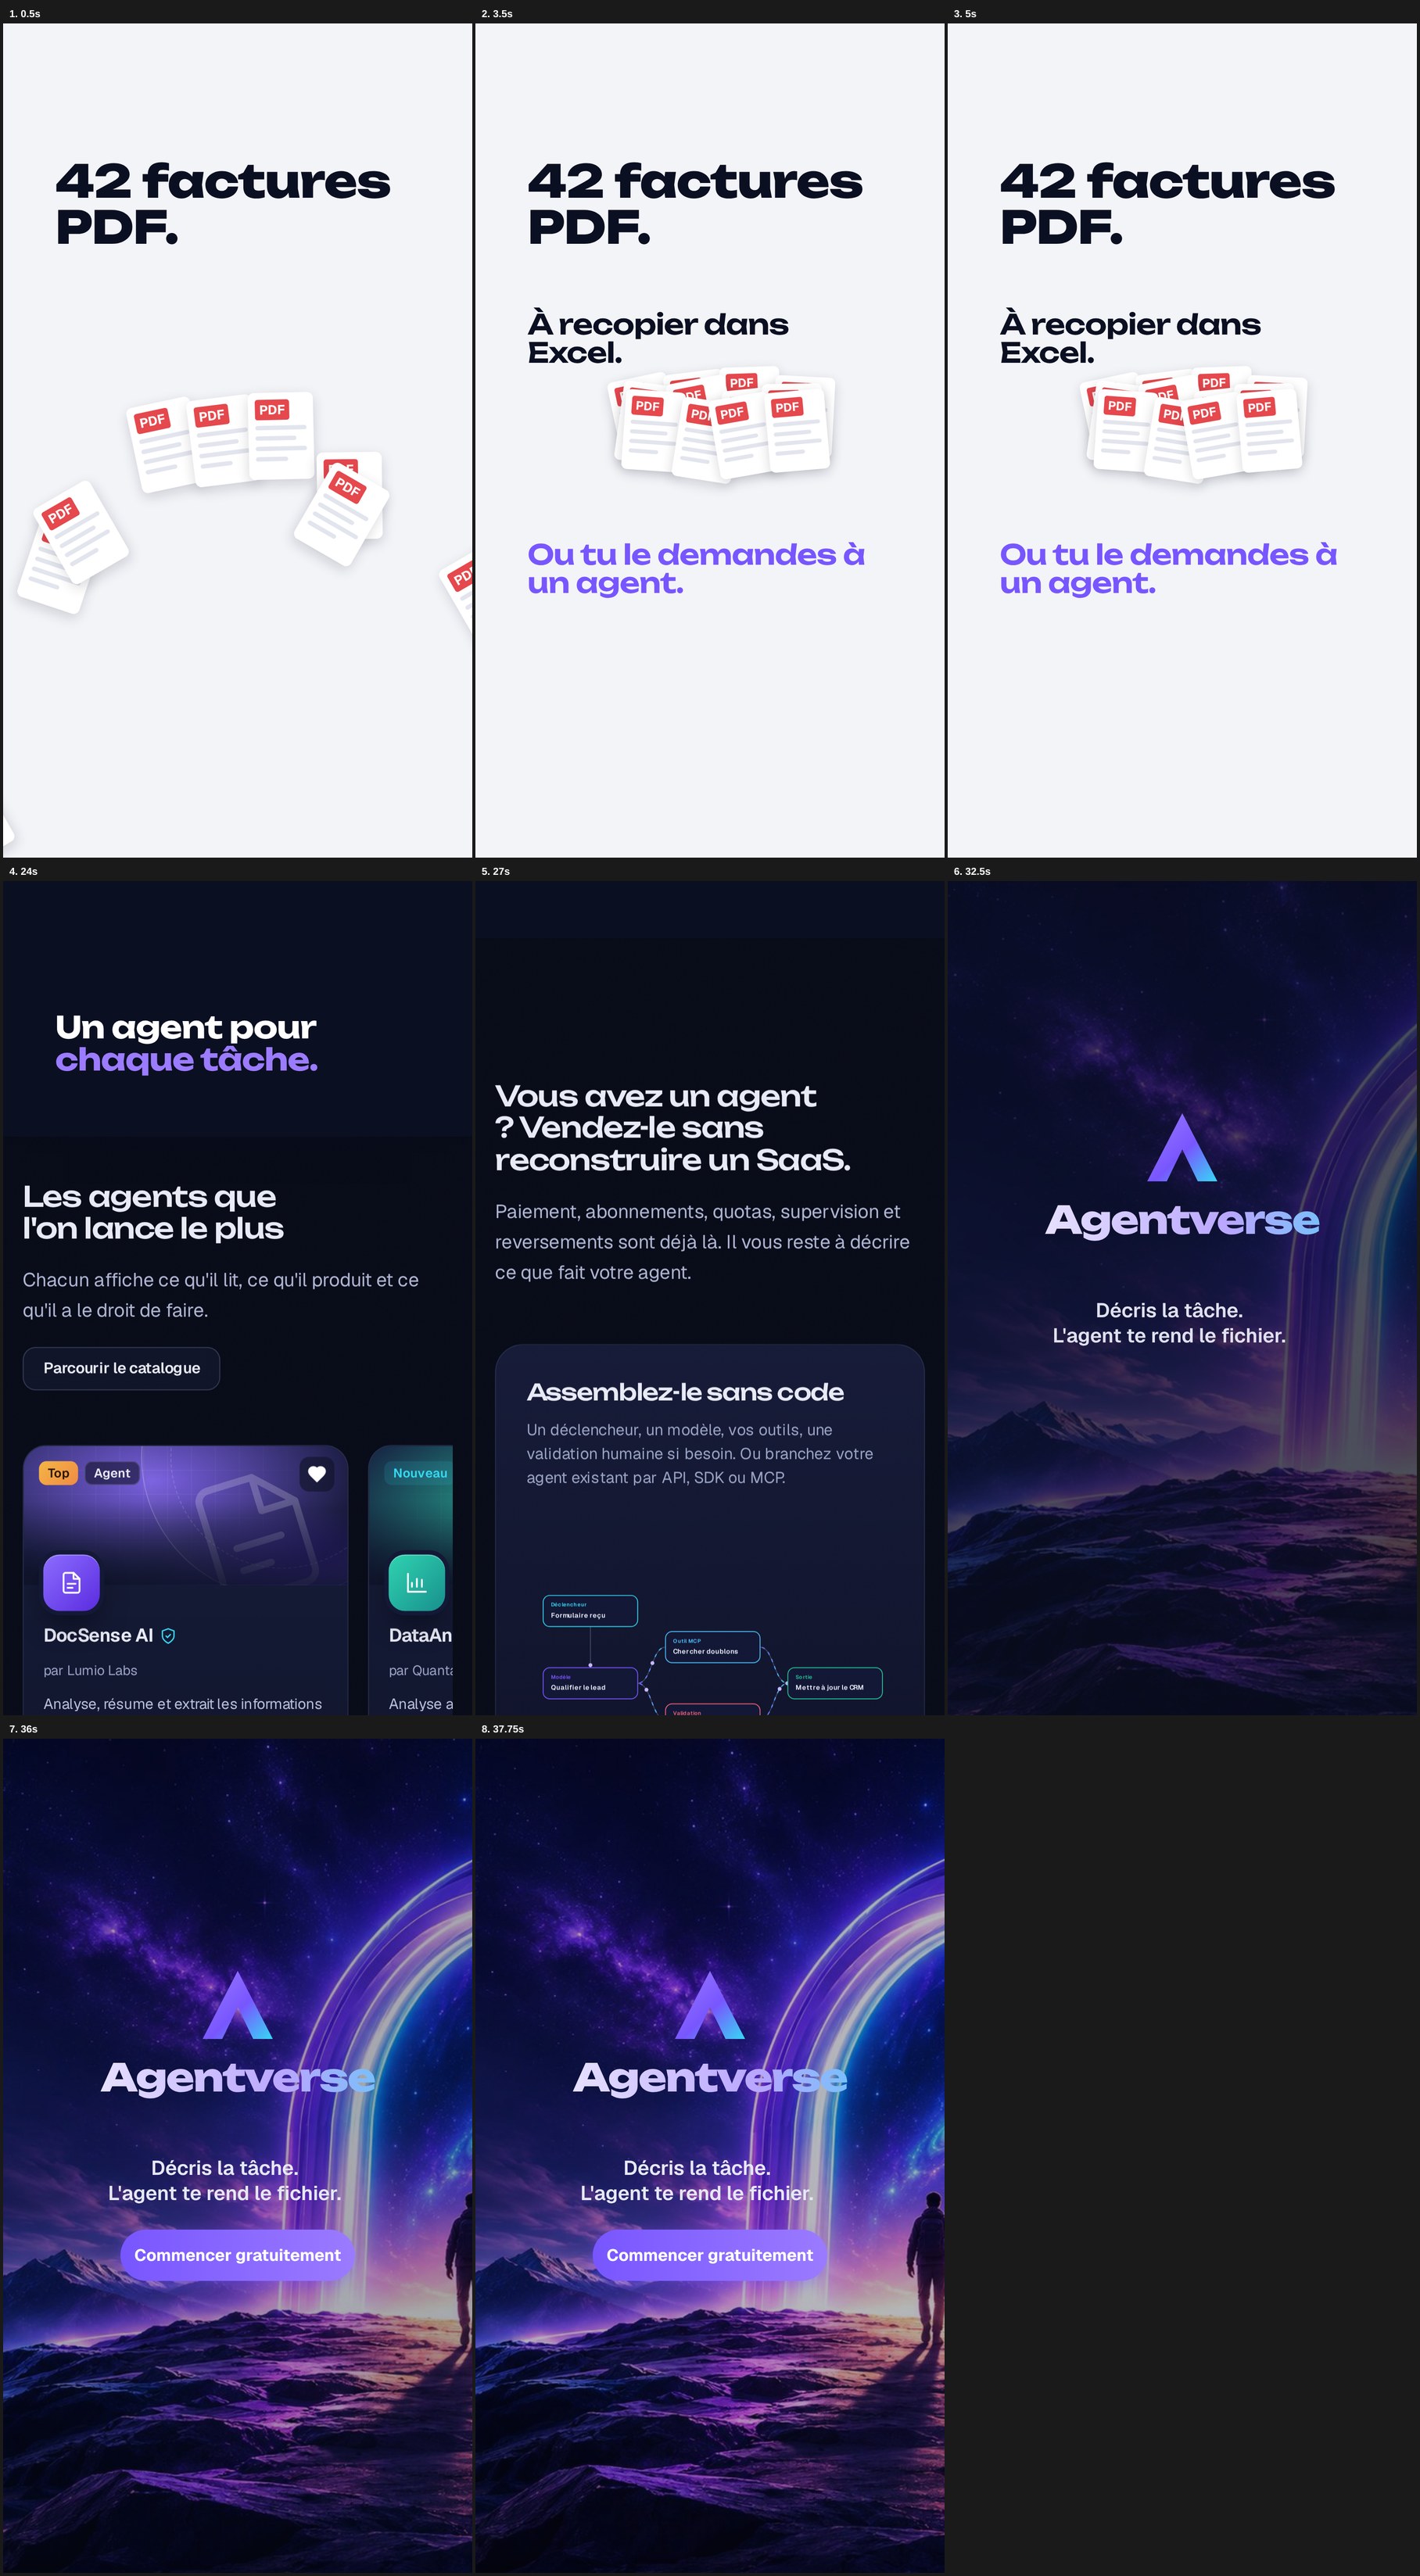 1. 0.5s
42 factures
PDF.
PDF
PDF
PDF
PDF
PDF
2. 3.5s
42 factures
PDF.
À recopier dans
Excel.
PDF
PDF
PDF
PDF
Ou tu le demandes à
un agent.
3. 5s
42 factures
PDF.
À recopier dans
Excel.
PDF
PDF
PDF
PDF
Ou tu le demandes à
un agent.
4. 24s
Un agent pour
chaque tâche.
Les agents que
l'on lance le plus
Chacun affiche ce qu'il lit, ce qu'il produit et ce
qu'il a le droit de faire.
Parcourir le catalogue
Top
Agent
Nouveau
DocSense AI
par Lumio Labs
Analyse, résume et extrait les informations
DataAn
par Quanta
Analyse a
5. 27s
Vous avez un agent
? Vendez-le sans
reconstruire un SaaS.
Paiement, abonnements, quotas, supervision et
reversements sont déjà là. Il vous reste à décrire
ce que fait votre agent.
Assemblez-le sans code
Un déclencheur, un modèle, vos outils, une
validation humaine si besoin. Ou branchez votre
agent existant par API, SDK ou MCP.
Déclencheur
Formulaire reçu
Outil MCP
Chercher doublons
Modèle
Qualifier le lead
Sortie
Mettre à jour le CRM
Validation
6. 32.5s
Agentverse
Décris la tâche.
L'agent te rend le fichier.
7. 36s
Agentverse
Décris la tâche.
L'agent te rend le fichier.
Commencer gratuitement
8. 37.75s
Agentverse
Décris la tâche.
L'agent te rend le fichier.
Commencer gratuitement